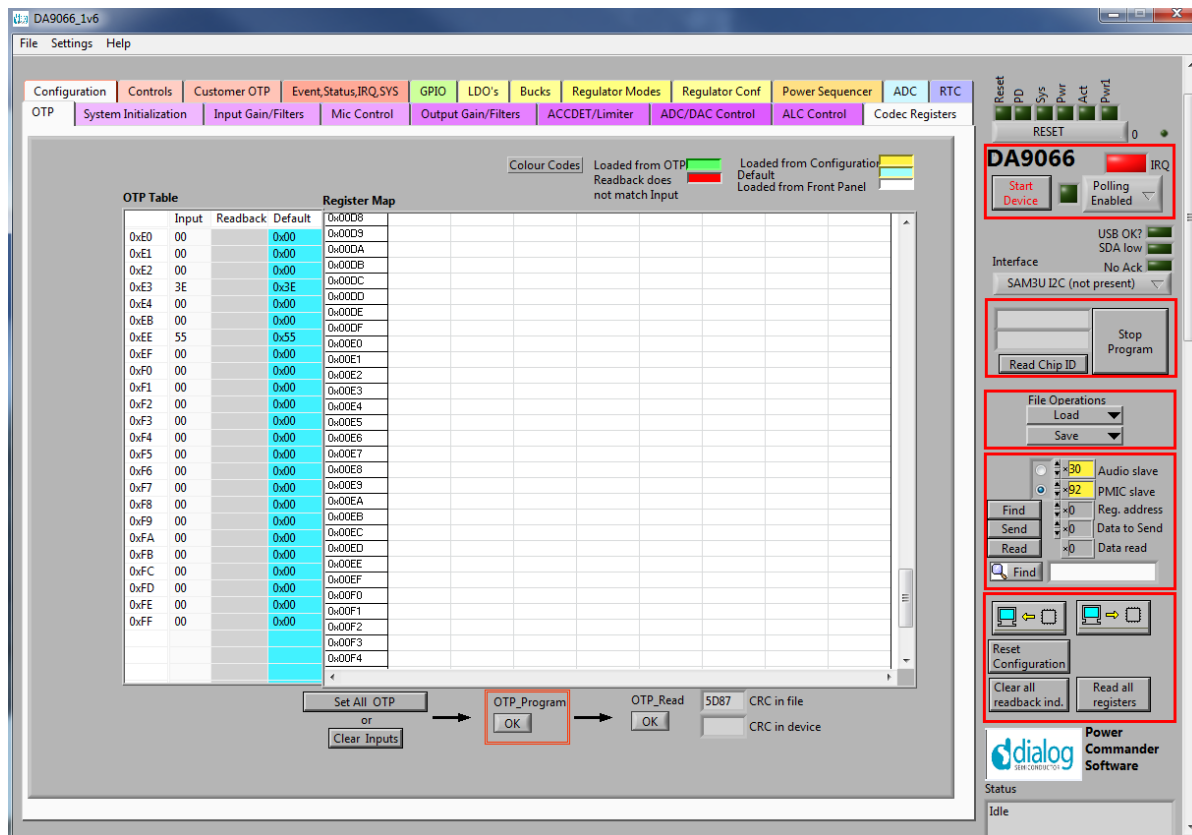 DA9066_1v6
File Settings Help
Configuration Controls Customer OTP Event,Status,IRQ,SYS GPIO LDO's Bucks Regulator Modes Regulator Conf Power Sequencer ADC RTC
OTP System Initialization Input Gain/Filters Mic Control Output Gain/Filters ACCDET/Limiter ADC/DAC Control ALC Control Codec Registers
Colour Codes
Loaded from OTP
Readback does
not match Input
Loaded from Configuration
Default
Loaded from Front Panel
OTP Table
Input Readback Default
0xE0 00 0x00
0xE1 00 0x00
0xE2 00 0x00
0xE3 3E 0x3E
0xE4 00 0x00
0xEB 00 0x00
0xEE 55 0x55
0xEF 00 0x00
0xF0 00 0x00
0xF1 00 0x00
0xF2 00 0x00
0xF3 00 0x00
0xF4 00 0x00
0xF5 00 0x00
0xF6 00 0x00
0xF7 00 0x00
0xF8 00 0x00
0xF9 00 0x00
0xFA 00 0x00
0xFB 00 0x00
0xFC 00 0x00
0xFD 00 0x00
0xFE 00 0x00
0xFF 00 0x00
Register Map
0x00D8
0x00D9
0x00DA
0x00DB
0x00DC
0x00DD
0x00DE
0x00DF
0x00E0
0x00E1
0x00E2
0x00E3
0x00E4
0x00E5
0x00E6
0x00E7
0x00E8
0x00E9
0x00EA
0x00EB
0x00EC
0x00ED
0x00EE
0x00EF
0x00F0
0x00F1
0x00F2
0x00F3
0x00F4
Set All OTP
or
Clear Inputs
OTP_Program
OK
OTP_Read
OK
5D87 CRC in file
CRC in device
Reset PD Sys Pwr Act Pwr1
RESET 0
DA9066 IRQ
Start
Device
Polling
Enabled
USB OK?
SDA low
No Ack
Interface
SAM3U I2C (not present)
Stop
Program
Read Chip ID
File Operations
Load
Save
×30 Audio slave
×92 PMIC slave
Find ×0 Reg. address
Send ×0 Data to Send
Read ×0 Data read
Find
Reset
Configuration
Clear all
readback ind.
Read all
registers
dialog
SEMICONDUCTOR
Power
Commander
Software
Status
Idle